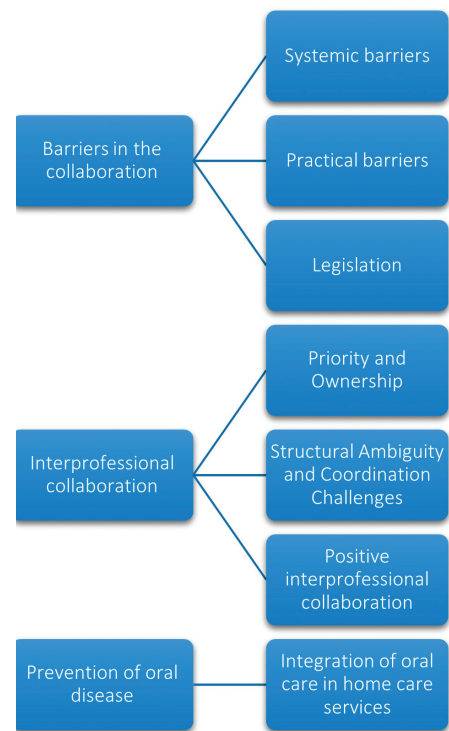 Barriers in the
collaboration
Systemic barriers
Practical barriers
Legislation
Interprofessional
collaboration
Priority and
Ownership
Structural Ambiguity
and Coordination
Challenges
Positive
interprofessional
collaboration
Prevention of oral
disease
Integration of oral
care in home care
services